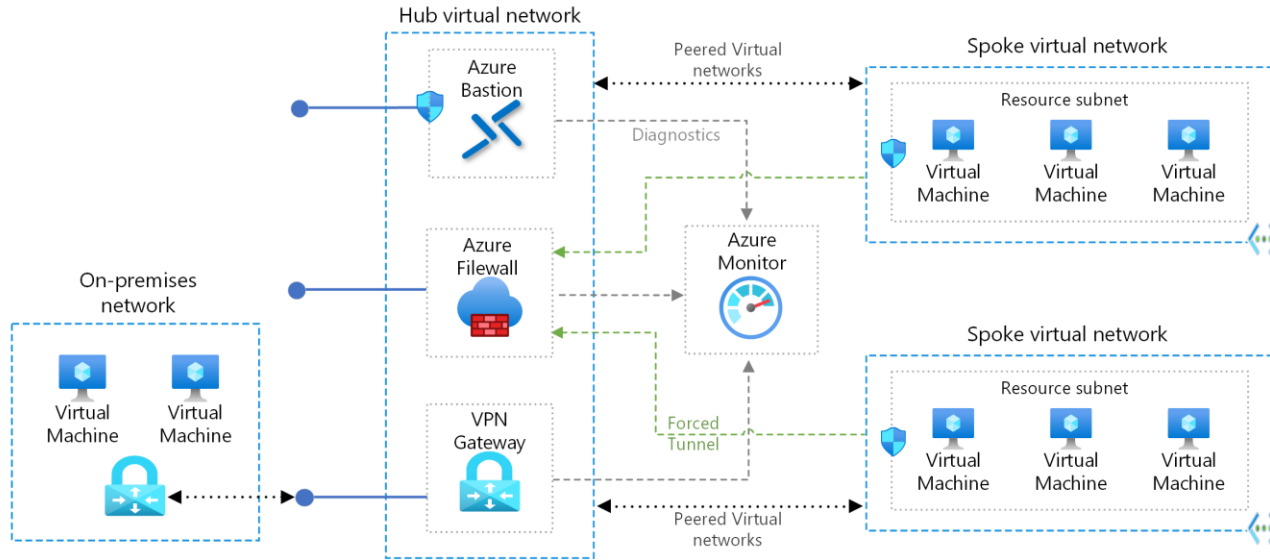 Hub virtual network
Azure
Bastion
Peered Virtual
networks
Spoke virtual network
Resource subnet
Virtual
Machine
Virtual
Machine
Virtual
Machine
Diagnostics
Azure
Filewall
Azure
Monitor
On-premises
network
Virtual
Machine
Virtual
Machine
VPN
Gateway
Forced
Tunnel
Peered Virtual
networks
Spoke virtual network
Resource subnet
Virtual
Machine
Virtual
Machine
Virtual
Machine